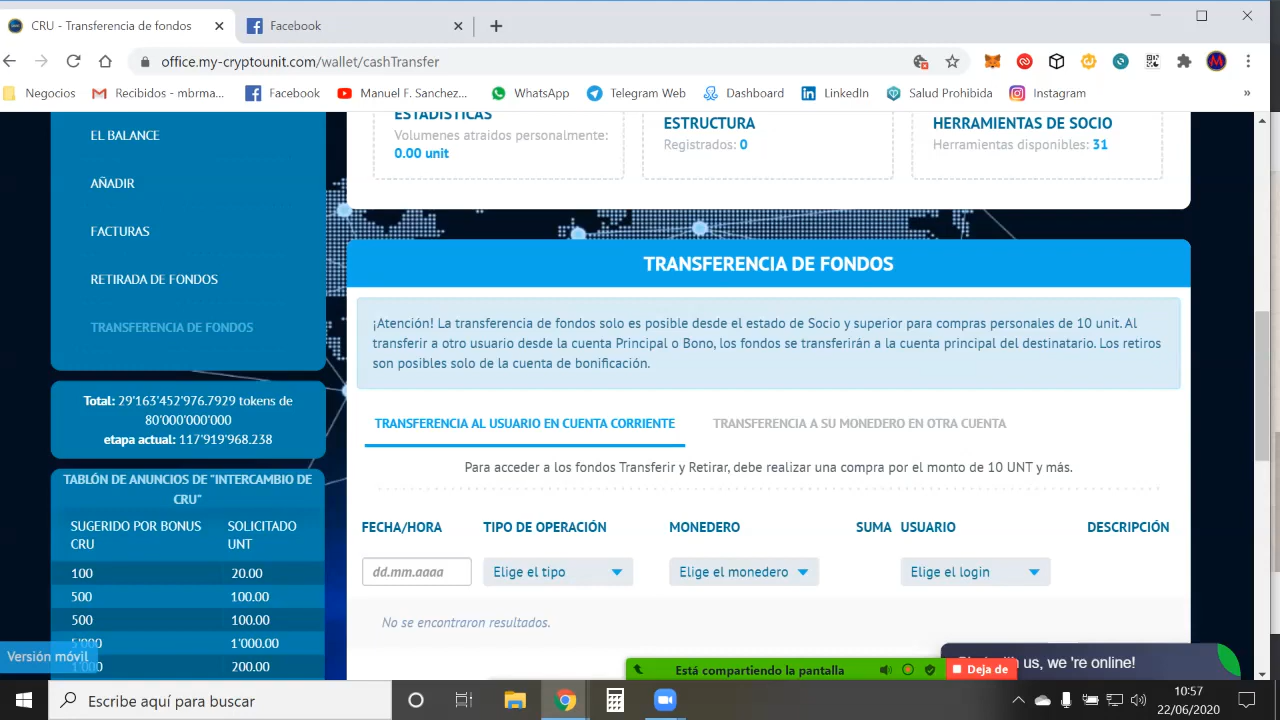 CRU - Transferencia de fondos
Facebook
office.my-cryptounit.com/wallet/cashTransfer
Negocios
Recibidos - mbrma...
Facebook
Manuel F. Sanchez...
WhatsApp
Telegram Web
Dashboard
LinkedIn
Salud Prohibida
Instagram
»
EL BALANCE
AÑADIR
FACTURAS
RETIRADA DE FONDOS
TRANSFERENCIA DE FONDOS
Total: 29'163'452'976.7929 tokens de
80'000'000'000
etapa actual: 117'919'968.238
TABLÓN DE ANUNCIOS DE "INTERCAMBIO DE
CRU"
SUGERIDO POR BONUS CRU
SOLICITADO UNT
100 20.00
500 100.00
500 100.00
5'000 1'000.00
1'000 200.00
Versión móvil
ESTADÍSTICAS
Volumenes atraidos personalmente:
0.00 unit
ESTRUCTURA
Registrados: 0
HERRAMIENTAS DE SOCIO
Herramientas disponibles: 31
TRANSFERENCIA DE FONDOS
¡Atención! La transferencia de fondos solo es posible desde el estado de Socio y superior para compras personales de 10 unit. Al
transferir a otro usuario desde la cuenta Principal o Bono, los fondos se transferirán a la cuenta principal del destinatario. Los retiros
son posibles solo de la cuenta de bonificación.
TRANSFERENCIA AL USUARIO EN CUENTA CORRIENTE
TRANSFERENCIA A SU MONEDERO EN OTRA CUENTA
Para acceder a los fondos Transferir y Retirar, debe realizar una compra por el monto de 10 UNT y más.
FECHA/HORA TIPO DE OPERACIÓN MONEDERO SUMA USUARIO DESCRIPCIÓN
dd.mm.aaaa Elige el tipo Elige el monedero Elige el login
No se encontraron resultados.
us, we 're online!
Está compartiendo la pantalla
Deja de
Escribe aquí para buscar
10:57
22/06/2020